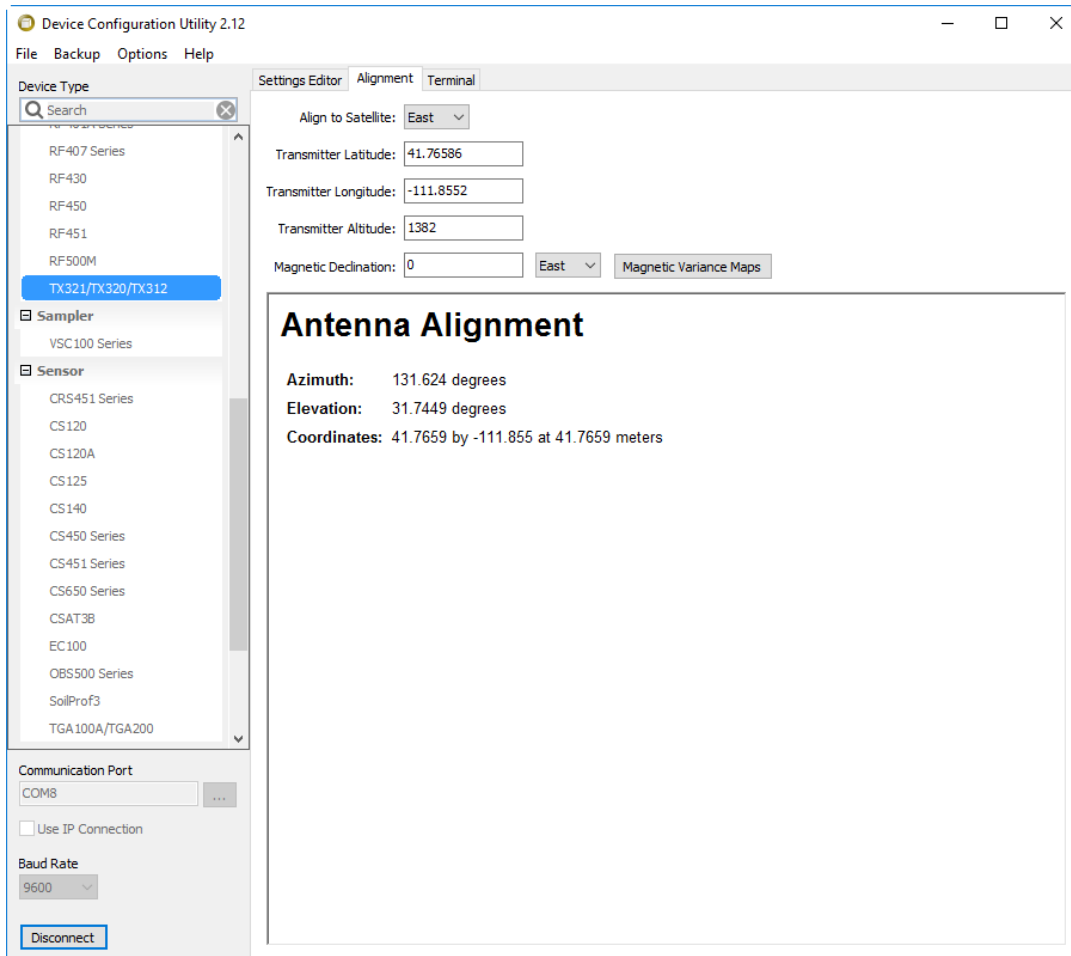 Device Configuration Utility 2.12
File Backup Options Help
Device Type
Search
RF407 Series
RF430
RF450
RF451
RF500M
TX321/TX320/TX312
Sampler
VSC100 Series
Sensor
CRS451 Series
CS120
CS120A
CS125
CS140
CS450 Series
CS451 Series
CS650 Series
CSAT3B
EC100
OBS500 Series
SoilProf3
TGA100A/TGA200
Communication Port
COM8
...
Use IP Connection
Baud Rate
9600
Disconnect
Settings Editor Alignment Terminal
Align to Satellite: East
Transmitter Latitude: 41.76586
Transmitter Longitude: -111.8552
Transmitter Altitude: 1382
Magnetic Declination: 0 East Magnetic Variance Maps
Antenna Alignment
Azimuth: 131.624 degrees
Elevation: 31.7449 degrees
Coordinates: 41.7659 by -111.855 at 41.7659 meters